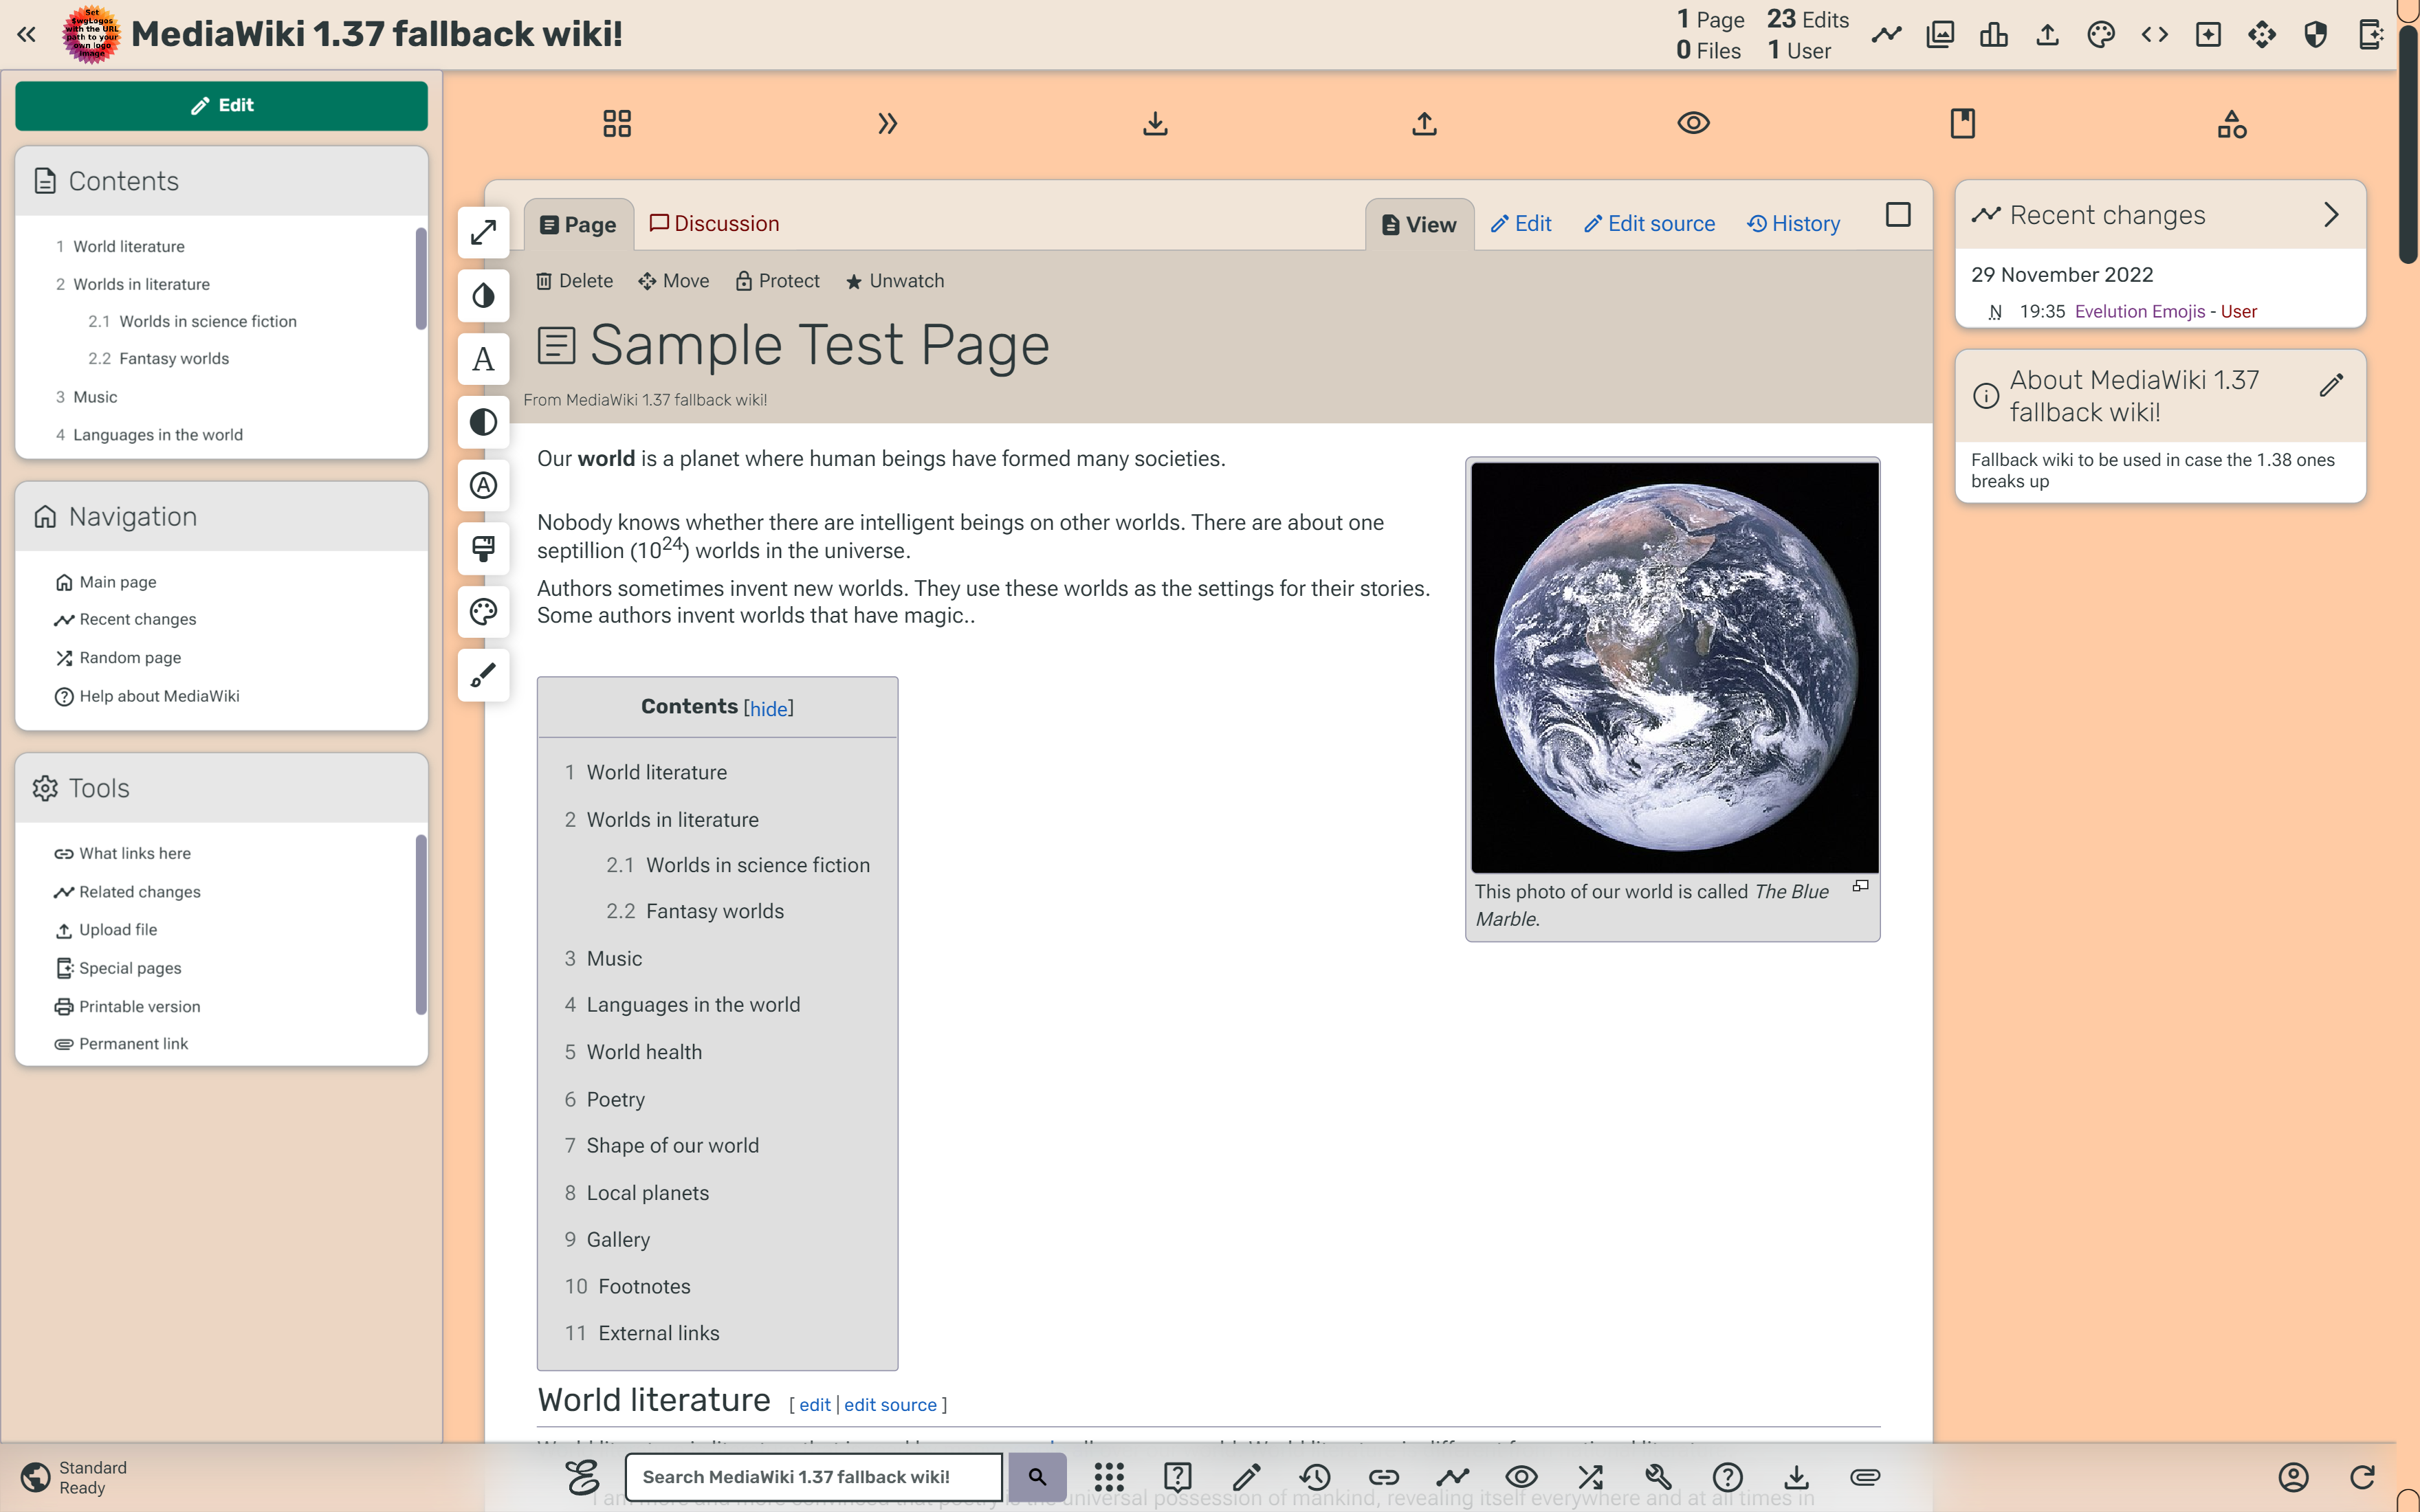 Set
$wgLogos
with the URL
path to your
own logo
image
MediaWiki 1.37 fallback wiki!
1 Page 23 Edits
0 Files 1 User
Edit
Contents
1 World literature
2 Worlds in literature
2.1 Worlds in science fiction
2.2 Fantasy worlds
3 Music
4 Languages in the world
Navigation
Main page
Recent changes
Random page
Help about MediaWiki
Tools
What links here
Related changes
Upload file
Special pages
Printable version
Permanent link
Page Discussion View Edit Edit source History
Delete Move Protect Unwatch
Sample Test Page
From MediaWiki 1.37 fallback wiki!
Our world is a planet where human beings have formed many societies.
Nobody knows whether there are intelligent beings on other worlds. There are about one
septillion (10²⁴) worlds in the universe.
Authors sometimes invent new worlds. They use these worlds as the settings for their stories.
Some authors invent worlds that have magic..
This photo of our world is called The Blue
Marble.
Contents [hide]
1 World literature
2 Worlds in literature
2.1 Worlds in science fiction
2.2 Fantasy worlds
3 Music
4 Languages in the world
5 World health
6 Poetry
7 Shape of our world
8 Local planets
9 Gallery
10 Footnotes
11 External links
World literature [ edit | edit source ]
I am more and more convinced that poetry is the universal possession of mankind, revealing itself everywhere and at all times in
Recent changes
29 November 2022
N 19:35 Evelution Emojis - User
About MediaWiki 1.37
fallback wiki!
Fallback wiki to be used in case the 1.38 ones
breaks up
Standard
Ready
Search MediaWiki 1.37 fallback wiki!